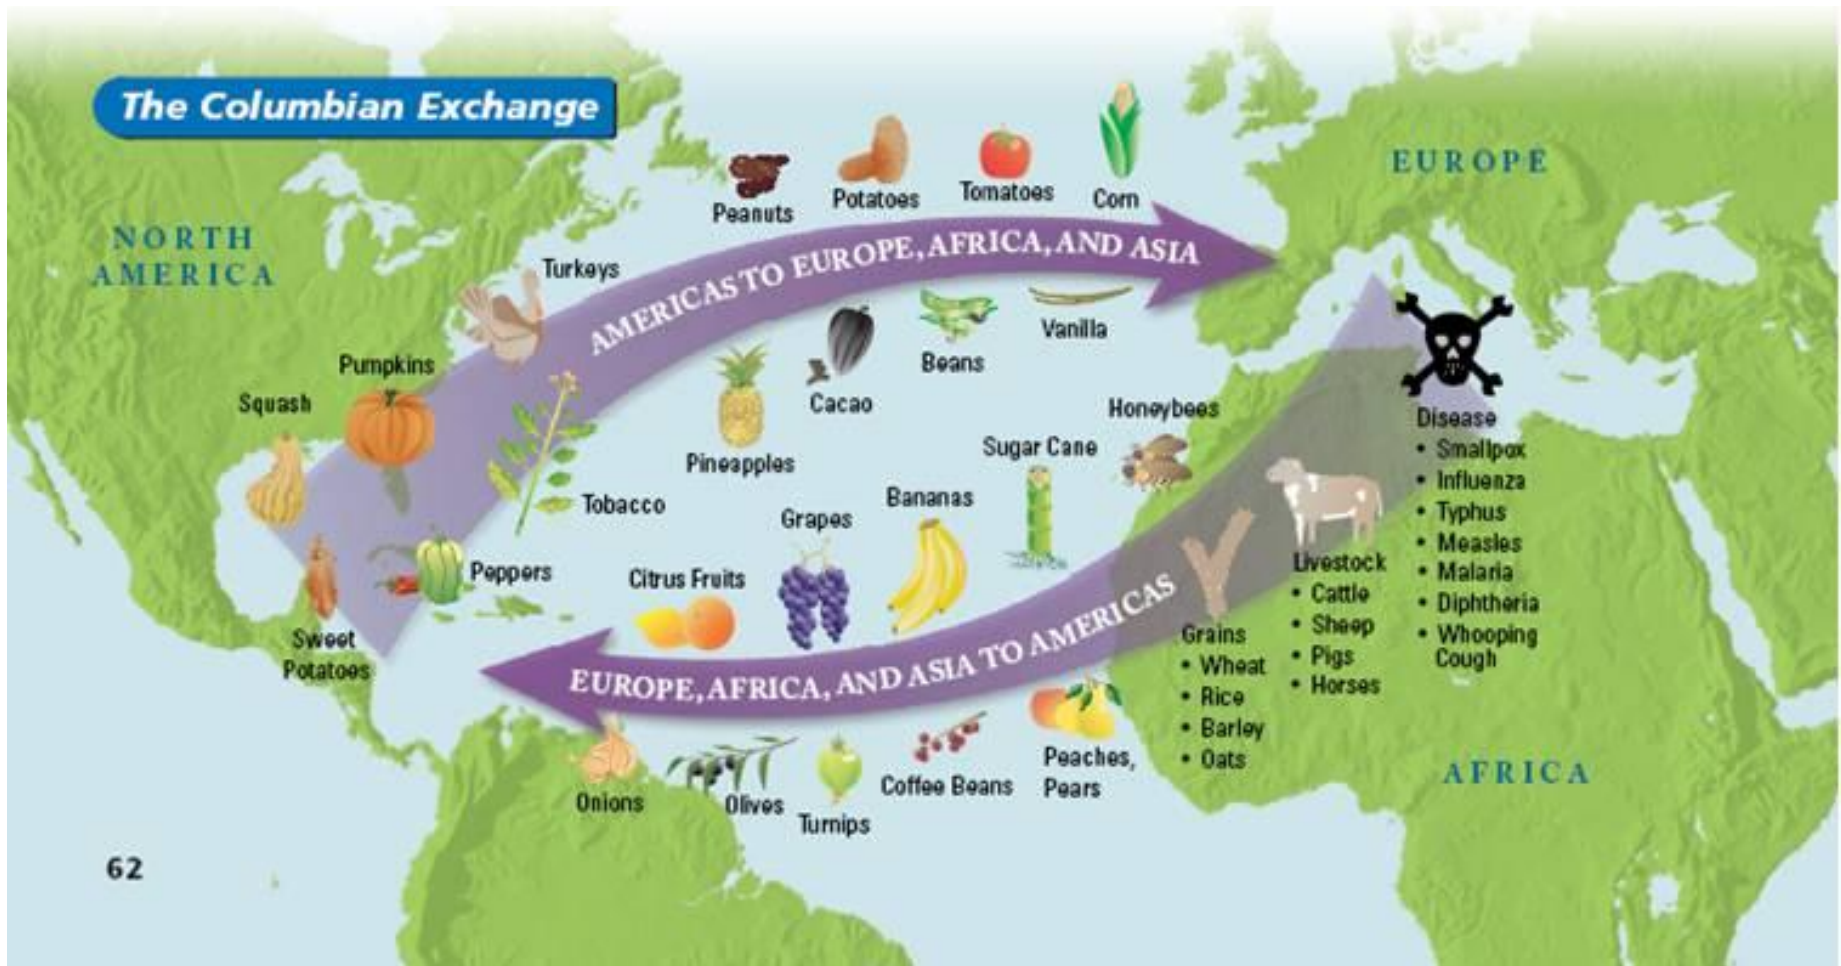 The Columbian Exchange
NORTH
AMERICA
EUROPE
AFRICA
Peanuts
Potatoes
Tomatoes
Corn
AMERICAS TO EUROPE, AFRICA, AND ASIA
Turkeys
Pumpkins
Squash
Sweet
Potatoes
Peppers
Tobacco
Pineapples
Cacao
Beans
Vanilla
Citrus Fruits
Grapes
Bananas
Sugar Cane
Honeybees
EUROPE, AFRICA, AND ASIA TO AMERICAS
Onions
Olives
Turnips
Coffee Beans
Peaches,
Pears
Grains
• Wheat
• Rice
• Barley
• Oats
Livestock
• Cattle
• Sheep
• Pigs
• Horses
Disease
• Smallpox
• Influenza
• Typhus
• Measles
• Malaria
• Diphtheria
• Whooping
Cough
62